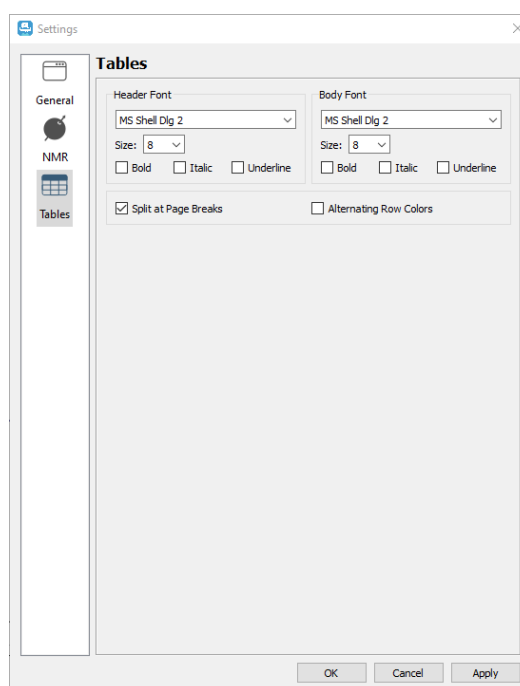 Settings
General
NMR
Tables
Tables
Header Font
MS Shell Dlg 2
Size: 8
Bold Italic Underline
Body Font
MS Shell Dlg 2
Size: 8
Bold Italic Underline
Split at Page Breaks
Alternating Row Colors
OK Cancel Apply